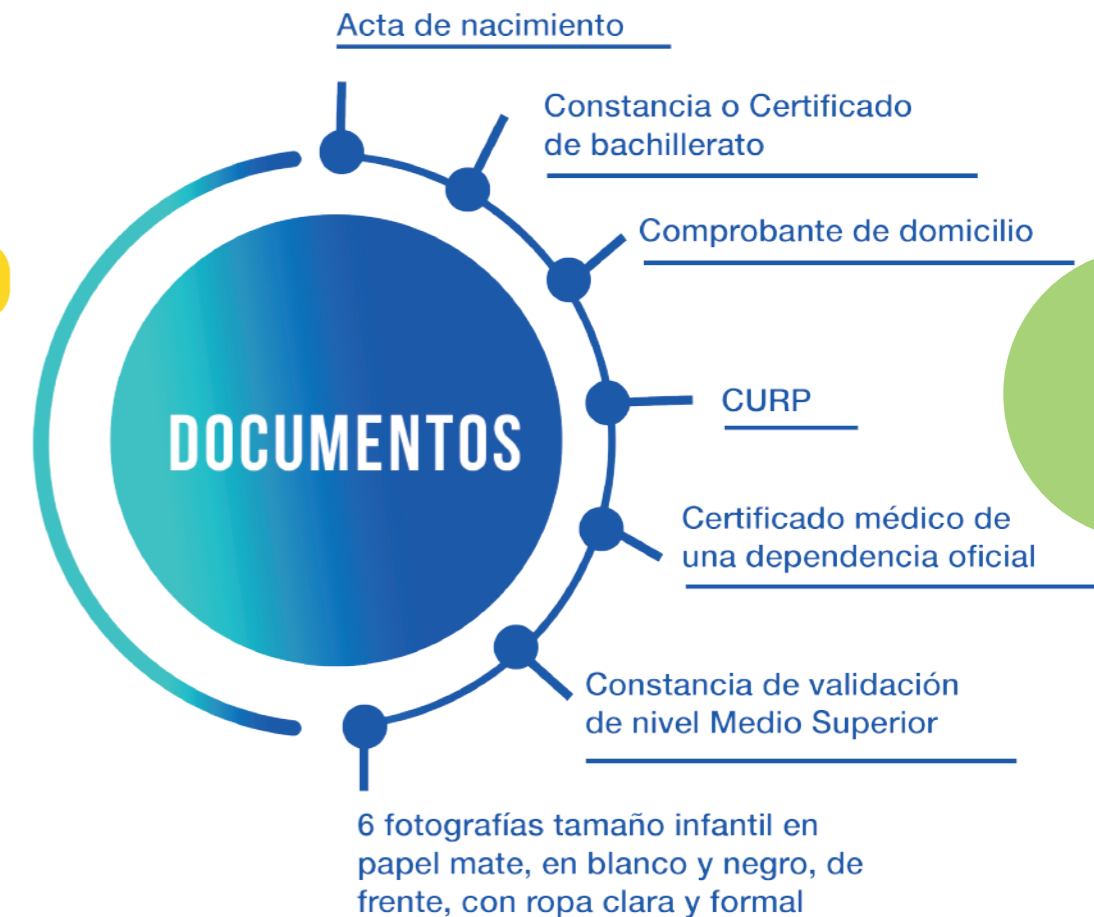 Acta de nacimiento
Constancia o Certificado
de bachillerato
Comprobante de domicilio
CURP
DOCUMENTOS
Certificado médico de
una dependencia oficial
Constancia de validación
de nivel Medio Superior
6 fotografías tamaño infantil en
papel mate, en blanco y negro, de
frente, con ropa clara y formal